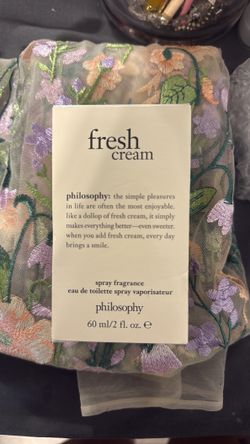 fresh
cream
philosophy: the simple pleasures
in life are often the most enjoyable.
like a dollop of fresh cream, it simply
makes everything better—even sweeter.
when you add fresh cream, every day
brings a smile.
spray fragrance
eau de toilette spray vaporisateur
philosophy
60 ml/2 fl. oz. ℮